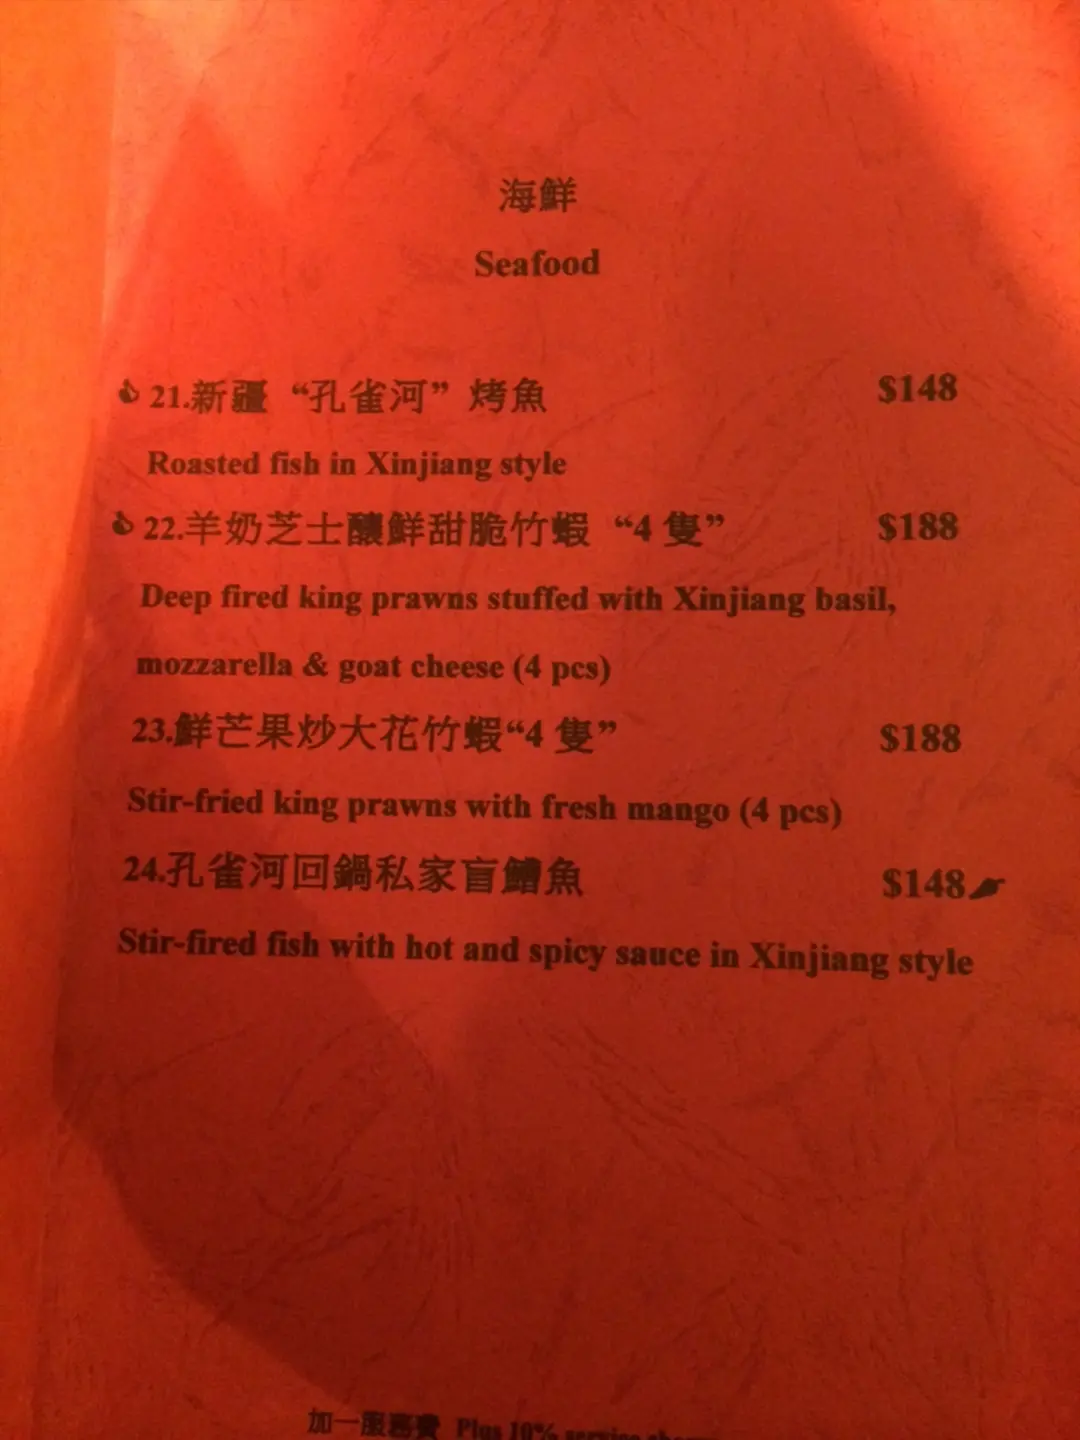 海鮮
Seafood
21.新疆 “孔雀河” 烤魚 $148
Roasted fish in Xinjiang style
22.羊奶芝士釀鮮甜脆竹蝦 “4 隻” $188
Deep fired king prawns stuffed with Xinjiang basil,
mozzarella & goat cheese (4 pcs)
23.鮮芒果炒大花竹蝦“4 隻” $188
Stir-fried king prawns with fresh mango (4 pcs)
24.孔雀河回鍋私家盲鰽魚 $148
Stir-fired fish with hot and spicy sauce in Xinjiang style
加一服務費 Plus 10% service